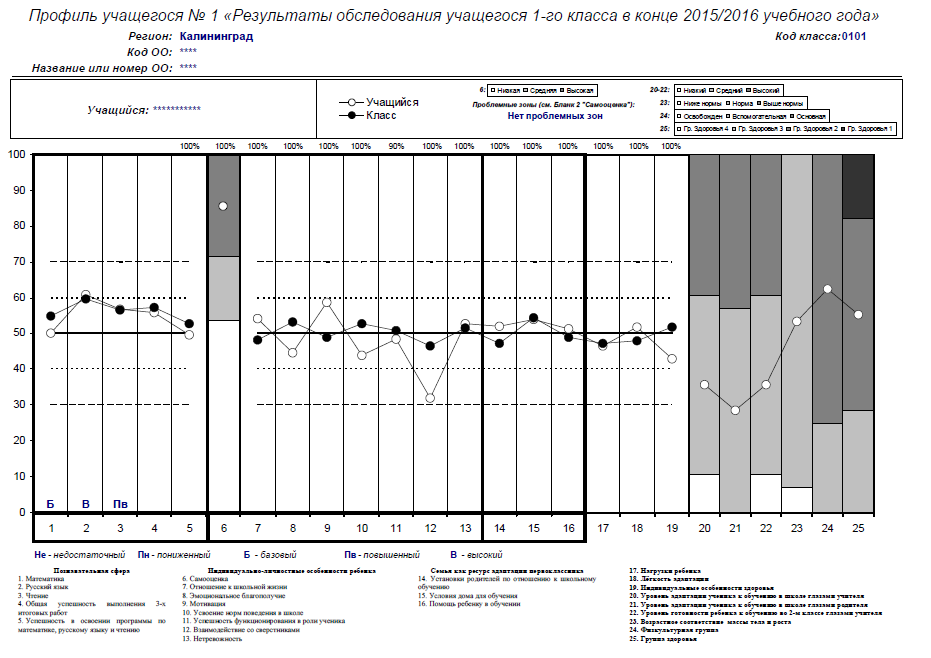 Профиль учащегося № 1 «Результаты обследования учащегося 1-го класса в конце 2015/2016 учебного года»
Регион: Калининград
Код класса:0101
Код ОО: ****
Название или номер ОО: ****
Учащийся: ***********
Учащийся
Класс
6: Низкая Средняя Высокая
Проблемные зоны (см. Бланк 2 "Самооценка"):
Нет проблемных зон
20-22: Низкий Средний Высокий
23: Ниже нормы Норма Выше нормы
24: Освобожден Вспомогательная Основная
25: Гр. Здоровья 4 Гр. Здоровья 3 Гр. Здоровья 2 Гр. Здоровья 1
100% 100% 100% 100% 100% 100% 90% 100% 100% 100% 100% 100% 100% 100% 100%
100
90
80
70
60
50
40
30
20
10
0
Б В Пв
1 2 3 4 5 6 7 8 9 10 11 12 13 14 15 16 17 18 19 20 21 22 23 24 25
Не - недостаточный Пн - пониженный Б - базовый Пв - повышенный В - высокий
Познавательная сфера
1. Математика
2. Русский язык
3. Чтение
4. Общая успешность выполнения 3-х
итоговых работ
5. Успешность в освоении программы по
математике, русскому языку и чтению
Индивидуально-личностные особенности ребенка
6. Самооценка
7. Отношение к школьной жизни
8. Эмоциональное благополучие
9. Мотивация
10. Усвоение норм поведения в школе
11. Успешность функционирования в роли ученика
12. Взаимодействие со сверстниками
13. Нетревожность
Семья как ресурс адаптации первоклассника
14. Установки родителей по отношению к школьному
обучению
15. Условия дома для обучения
16. Помощь ребенку в обучении
17. Нагрузки ребенка
18. Лёгкость адаптации
19. Индивидуальные особенности здоровья
20. Уровень адаптации ученика к обучению в школе глазами учителя
21. Уровень адаптации ученика к обучению в школе глазами родителя
22. Уровень готовности ребенка к обучению во 2-м классе глазами учителя
23. Возрастное соответствие массы тела и роста
24. Физкультурная группа
25. Группа здоровья